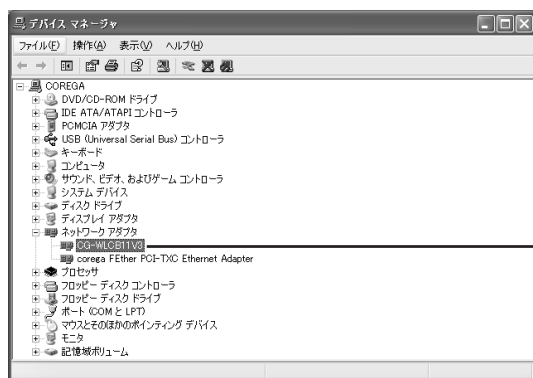 デバイス マネージャ
ファイル(F) 操作(A) 表示(V) ヘルプ(H)
COREGA
DVD/CD-ROM ドライブ
IDE ATA/ATAPI コントローラ
PCMCIA アダプタ
USB (Universal Serial Bus) コントローラ
キーボード
コンピュータ
サウンド、ビデオ、およびゲーム コントローラ
システム デバイス
ディスク ドライブ
ディスプレイ アダプタ
ネットワーク アダプタ
CG-WLCB11V3
corega FEther PCI-TXC Ethernet Adapter
プロセッサ
フロッピー ディスク コントローラ
フロッピー ディスク ドライブ
ポート (COM と LPT)
マウスとそのほかのポインティング デバイス
モニタ
記憶域ボリューム